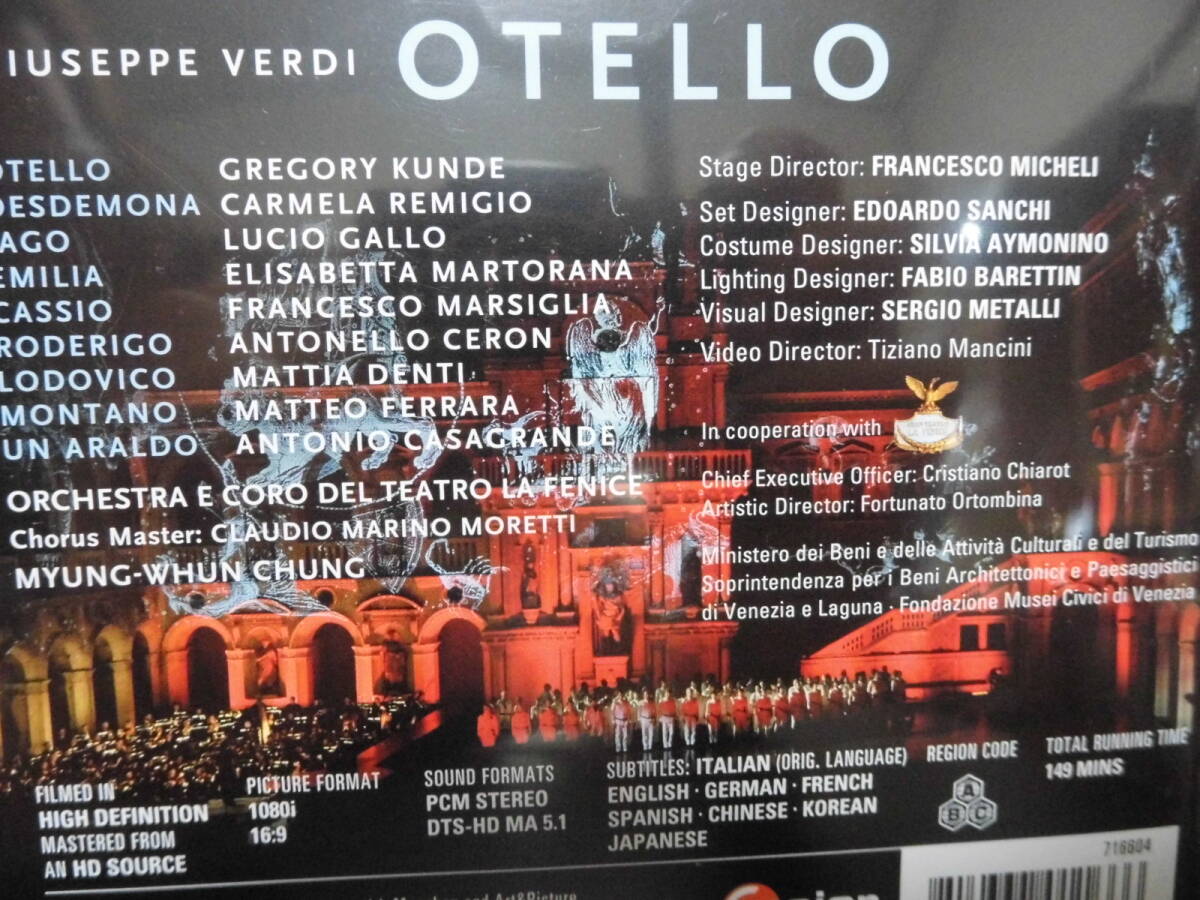 IUSEPPE VERDI OTELLO
OTELLO GREGORY KUNDE
DESDEMONA CARMELA REMIGIO
AGO LUCIO GALLO
EMILIA ELISABETTA MARTORANA
CASSIO FRANCESCO MARSIGLIA
RODERIGO ANTONELLO CERON
LODOVICO MATTIA DENTI
MONTANO MATTEO FERRARA
UN ARALDO ANTONIO CASAGRANDE
ORCHESTRA E CORO DEL TEATRO LA FENICE
Chorus Master: CLAUDIO MARINO MORETTI
MYUNG-WHUN CHUNG
Stage Director: FRANCESCO MICHELI
Set Designer: EDOARDO SANCHI
Costume Designer: SILVIA AYMONINO
Lighting Designer: FABIO BARETTIN
Visual Designer: SERGIO METALLI
Video Director: Tiziano Mancini
In cooperation with
Chief Executive Officer: Cristiano Chiarot
Artistic Director: Fortunato Ortombina
Ministero dei Beni e delle Attività Culturali e del Turismo
Soprintendenza per i Beni Architettonici e Paesaggistici
di Venezia e Laguna · Fondazione Musei Civici di Venezia
FILMED IN
HIGH DEFINITION
MASTERED FROM
AN HD SOURCE
PICTURE FORMAT
1080i
16:9
SOUND FORMATS
PCM STEREO
DTS-HD MA 5.1
SUBTITLES: ITALIAN (ORIG. LANGUAGE)
ENGLISH · GERMAN · FRENCH
SPANISH · CHINESE · KOREAN
JAPANESE
REGION CODE
A
B C
TOTAL RUNNING TIME
149 MINS
716804
and Art&Picture